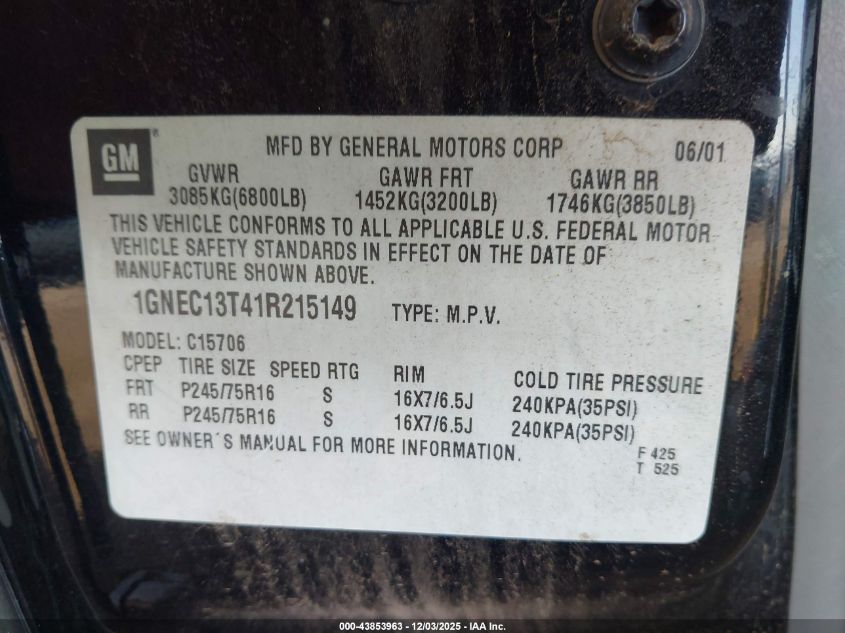 GM ® MFD BY GENERAL MOTORS CORP 06/01
GVWR GAWR FRT GAWR RR
3085KG(6800LB) 1452KG(3200LB) 1746KG(3850LB)
THIS VEHICLE CONFORMS TO ALL APPLICABLE U.S. FEDERAL MOTOR
VEHICLE SAFETY STANDARDS IN EFFECT ON THE DATE OF
MANUFACTURE SHOWN ABOVE.
1GNEC13T41R215149 TYPE: M.P.V.
MODEL: C15706
CPEP TIRE SIZE SPEED RTG RIM COLD TIRE PRESSURE
FRT P245/75R16 S 16X7/6.5J 240KPA(35PSI)
RR P245/75R16 S 16X7/6.5J 240KPA(35PSI)
SEE OWNER´S MANUAL FOR MORE INFORMATION.
F 425
T 525
000-43853963 - 12/03/2025 - IAA Inc.